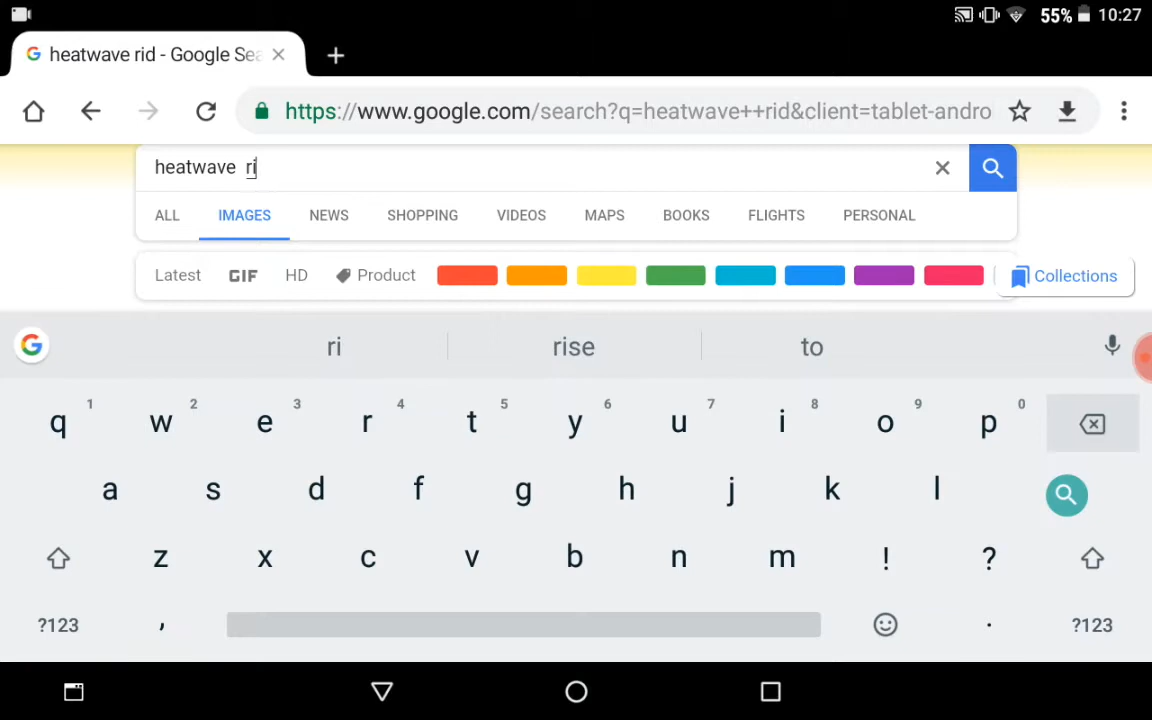 55% 10:27
heatwave rid - Google Sea
https://www.google.com/search?q=heatwave++rid&client=tablet-andro
heatwave  ri
ALL IMAGES NEWS SHOPPING VIDEOS MAPS BOOKS FLIGHTS PERSONAL
Latest GIF HD Product Collections
ri rise to
q 1 w 2 e 3 r 4 t 5 y 6 u 7 i 8 o 9 p 0
a s d f g h j k l
z x c v b n m ! ?
?123 , . ?123